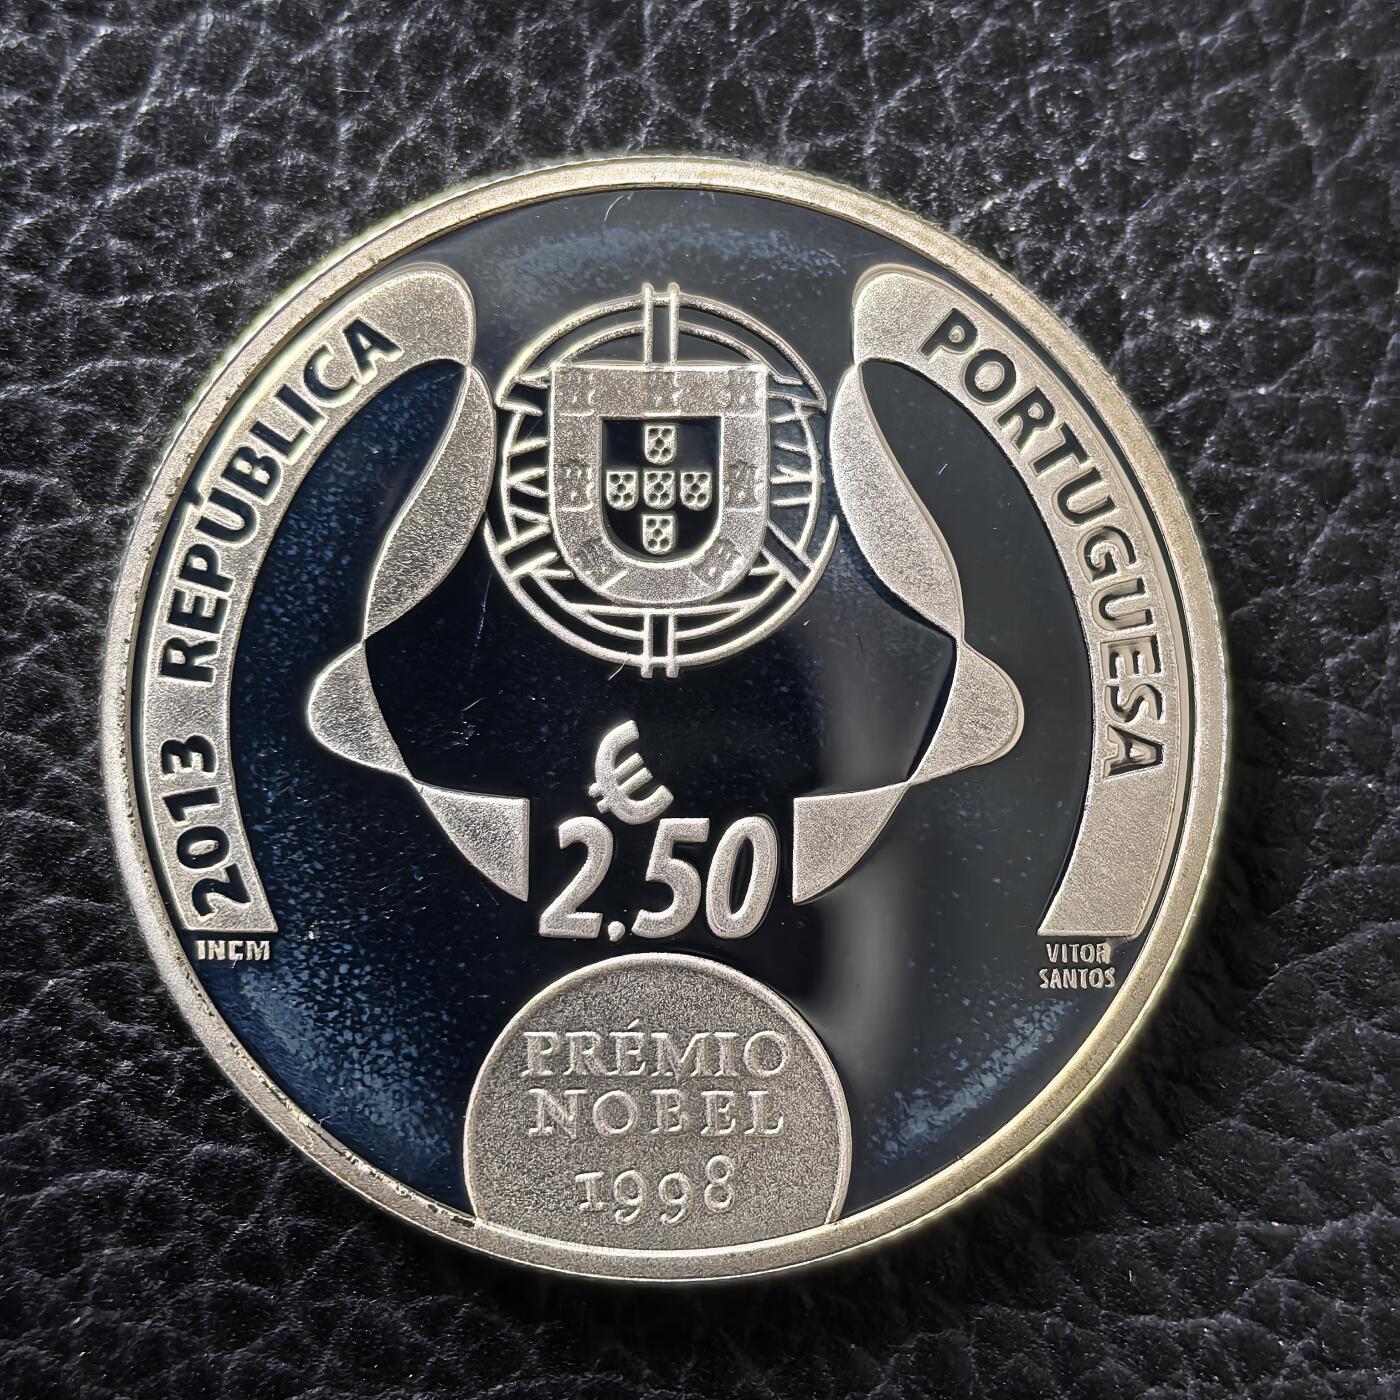 2013 REPÚBLICA
PORTUGUESA
€
2,50
INCM
VITOR
SANTOS
PRÉMIO
NOBEL
1998